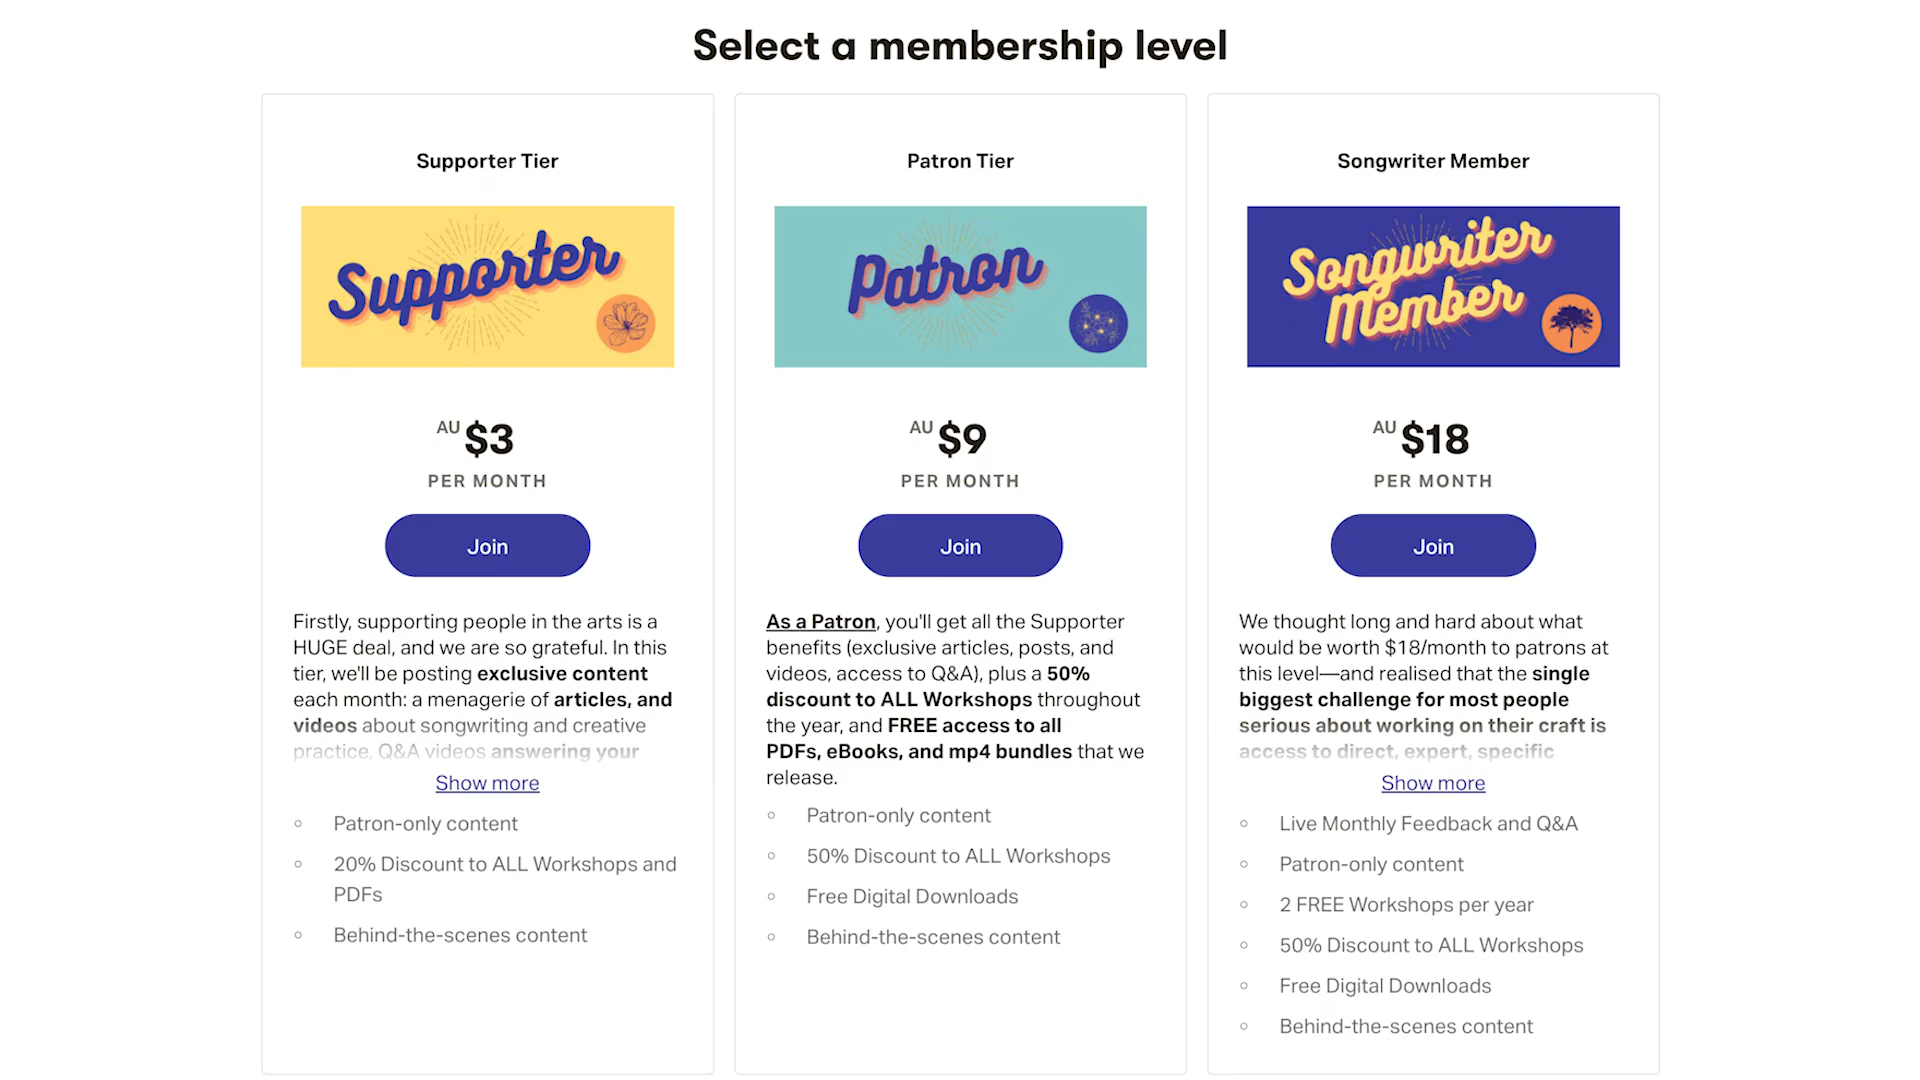 Select a membership level
Supporter Tier
Supporter
AU $3
PER MONTH
Join
Firstly, supporting people in the arts is a
HUGE deal, and we are so grateful. In this
tier, we'll be posting exclusive content
each month: a menagerie of articles, and
videos about songwriting and creative
practice, Q&A videos answering your
Show more
Patron-only content
20% Discount to ALL Workshops and
PDFs
Behind-the-scenes content
Patron Tier
Patron
AU $9
PER MONTH
Join
As a Patron, you'll get all the Supporter
benefits (exclusive articles, posts, and
videos, access to Q&A), plus a 50%
discount to ALL Workshops throughout
the year, and FREE access to all
PDFs, eBooks, and mp4 bundles that we
release.
Patron-only content
50% Discount to ALL Workshops
Free Digital Downloads
Behind-the-scenes content
Songwriter Member
Songwriter
Member
AU $18
PER MONTH
Join
We thought long and hard about what
would be worth $18/month to patrons at
this level—and realised that the single
biggest challenge for most people
serious about working on their craft is
access to direct, expert, specific
Show more
Live Monthly Feedback and Q&A
Patron-only content
2 FREE Workshops per year
50% Discount to ALL Workshops
Free Digital Downloads
Behind-the-scenes content